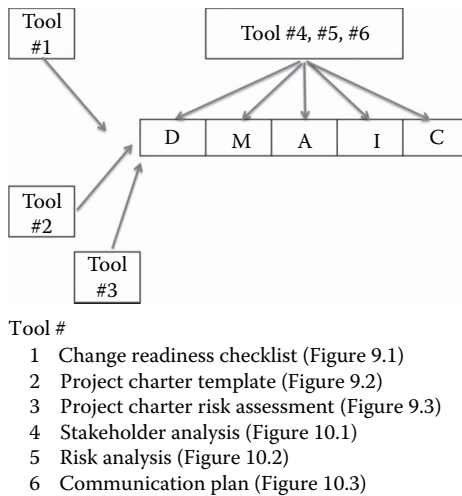 Tool
#1
Tool #4, #5, #6
D M A I C
Tool
#2
Tool
#3
Tool #
1 Change readiness checklist (Figure 9.1)
2 Project charter template (Figure 9.2)
3 Project charter risk assessment (Figure 9.3)
4 Stakeholder analysis (Figure 10.1)
5 Risk analysis (Figure 10.2)
6 Communication plan (Figure 10.3)